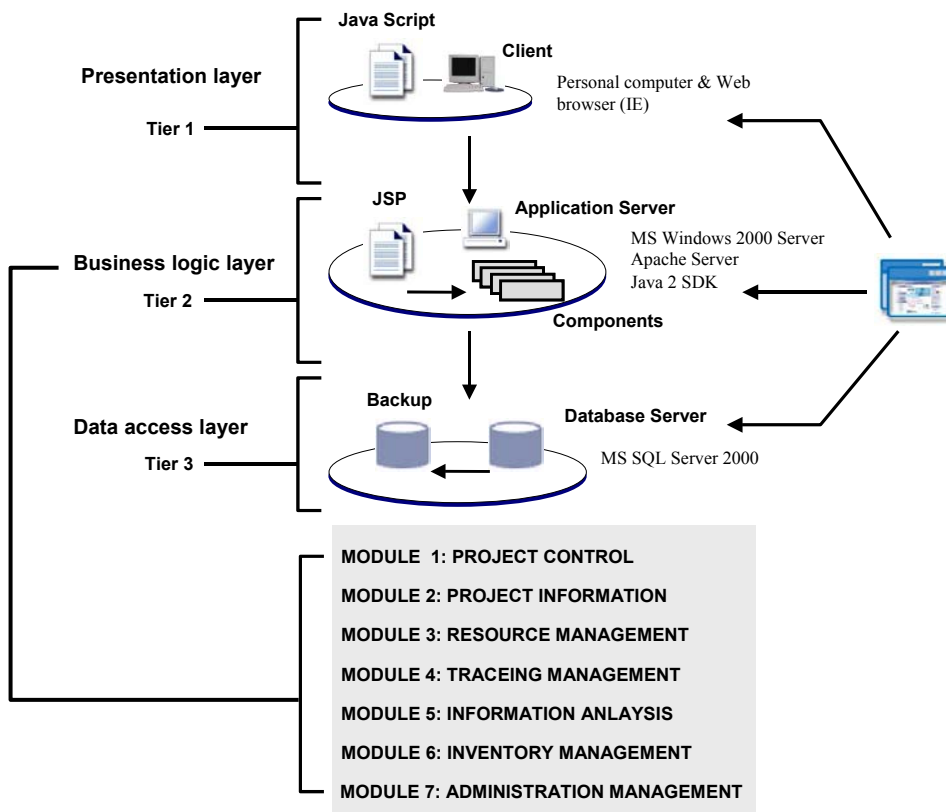 Java Script
Client
Presentation layer
Personal computer & Web
browser (IE)
Tier 1
JSP
Application Server
MS Windows 2000 Server
Apache Server
Java 2 SDK
Business logic layer
Tier 2
Components
Backup
Database Server
Data access layer
MS SQL Server 2000
Tier 3
MODULE 1: PROJECT CONTROL
MODULE 2: PROJECT INFORMATION
MODULE 3: RESOURCE MANAGEMENT
MODULE 4: TRACEING MANAGEMENT
MODULE 5: INFORMATION ANLAYSIS
MODULE 6: INVENTORY MANAGEMENT
MODULE 7: ADMINISTRATION MANAGEMENT